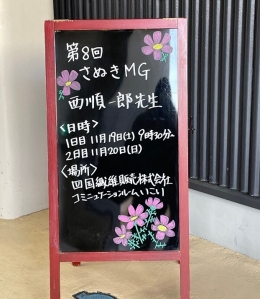 第8回
さぬきMG
西順一郎先生
<日時>
1日目11月19日(土)9時30分~
2日目11月20日(日)
<場所>
四国繊維販売株式会社
コミニュケーションルームいこり